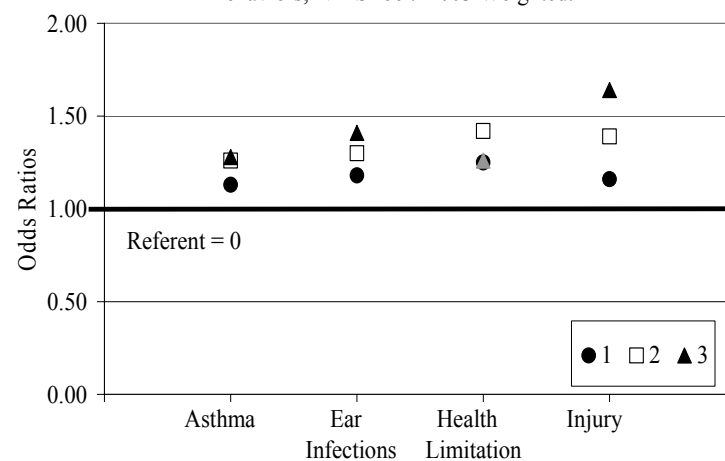 2.00
1.50
1.00
0.50
0.00
Odds Ratios
Referent = 0
1 2 3
Asthma Ear Health Injury
Infections Limitation